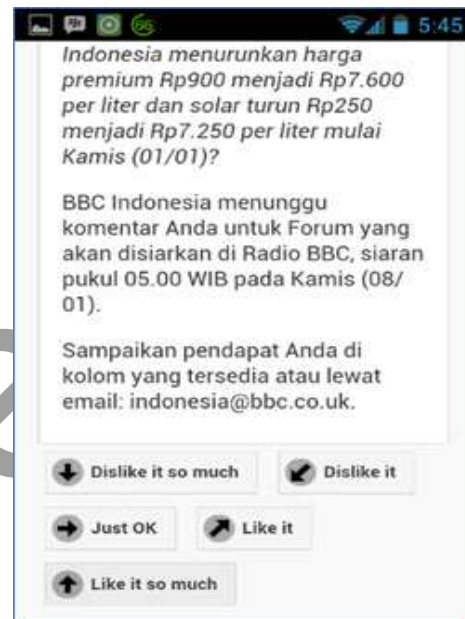 66 5:45
Indonesia menurunkan harga
premium Rp900 menjadi Rp7.600
per liter dan solar turun Rp250
menjadi Rp7.250 per liter mulai
Kamis (01/01)?
BBC Indonesia menunggu
komentar Anda untuk Forum yang
akan disiarkan di Radio BBC, siaran
pukul 05.00 WIB pada Kamis (08/
01).
Sampaikan pendapat Anda di
kolom yang tersedia atau lewat
email: indonesia@bbc.co.uk.
Dislike it so much Dislike it
Just OK Like it
Like it so much